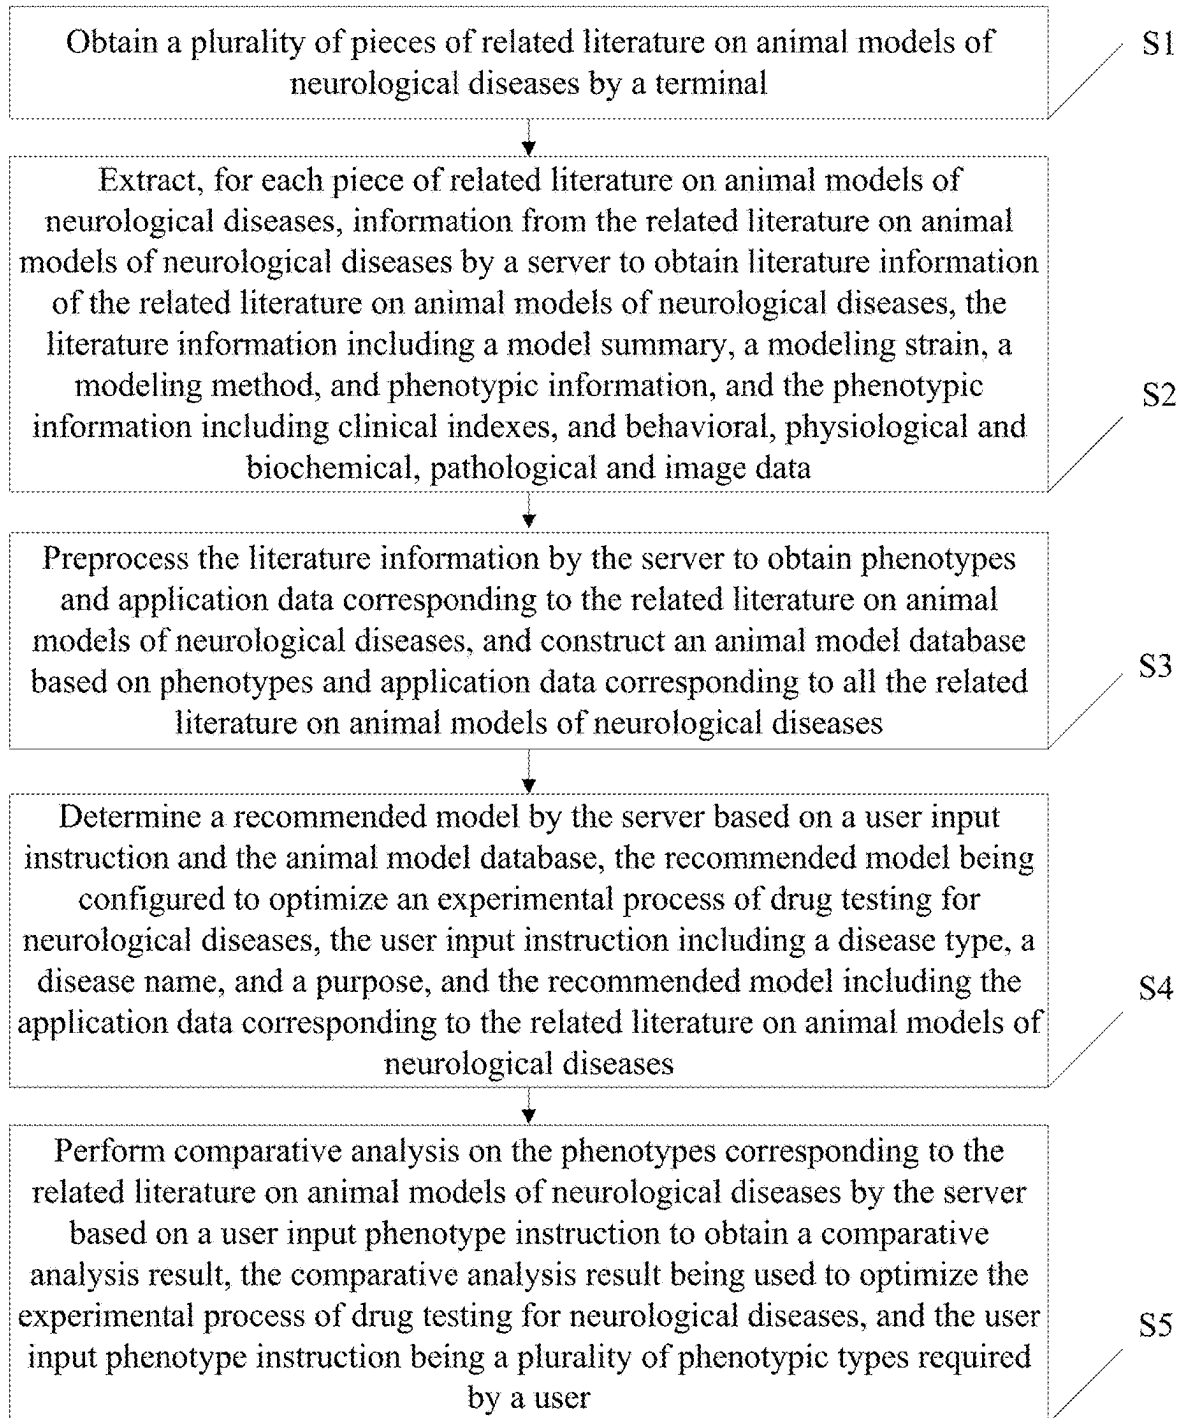 Obtain a plurality of pieces of related literature on animal models of
neurological diseases by a terminal
S1
Extract, for each piece of related literature on animal models of
neurological diseases, information from the related literature on animal
models of neurological diseases by a server to obtain literature information
of the related literature on animal models of neurological diseases, the
literature information including a model summary, a modeling strain, a
modeling method, and phenotypic information, and the phenotypic
information including clinical indexes, and behavioral, physiological and
biochemical, pathological and image data
S2
Preprocess the literature information by the server to obtain phenotypes
and application data corresponding to the related literature on animal
models of neurological diseases, and construct an animal model database
based on phenotypes and application data corresponding to all the related
literature on animal models of neurological diseases
S3
Determine a recommended model by the server based on a user input
instruction and the animal model database, the recommended model being
configured to optimize an experimental process of drug testing for
neurological diseases, the user input instruction including a disease type, a
disease name, and a purpose, and the recommended model including the
application data corresponding to the related literature on animal models of
neurological diseases
S4
Perform comparative analysis on the phenotypes corresponding to the
related literature on animal models of neurological diseases by the server
based on a user input phenotype instruction to obtain a comparative
analysis result, the comparative analysis result being used to optimize the
experimental process of drug testing for neurological diseases, and the user
input phenotype instruction being a plurality of phenotypic types required
by a user
S5